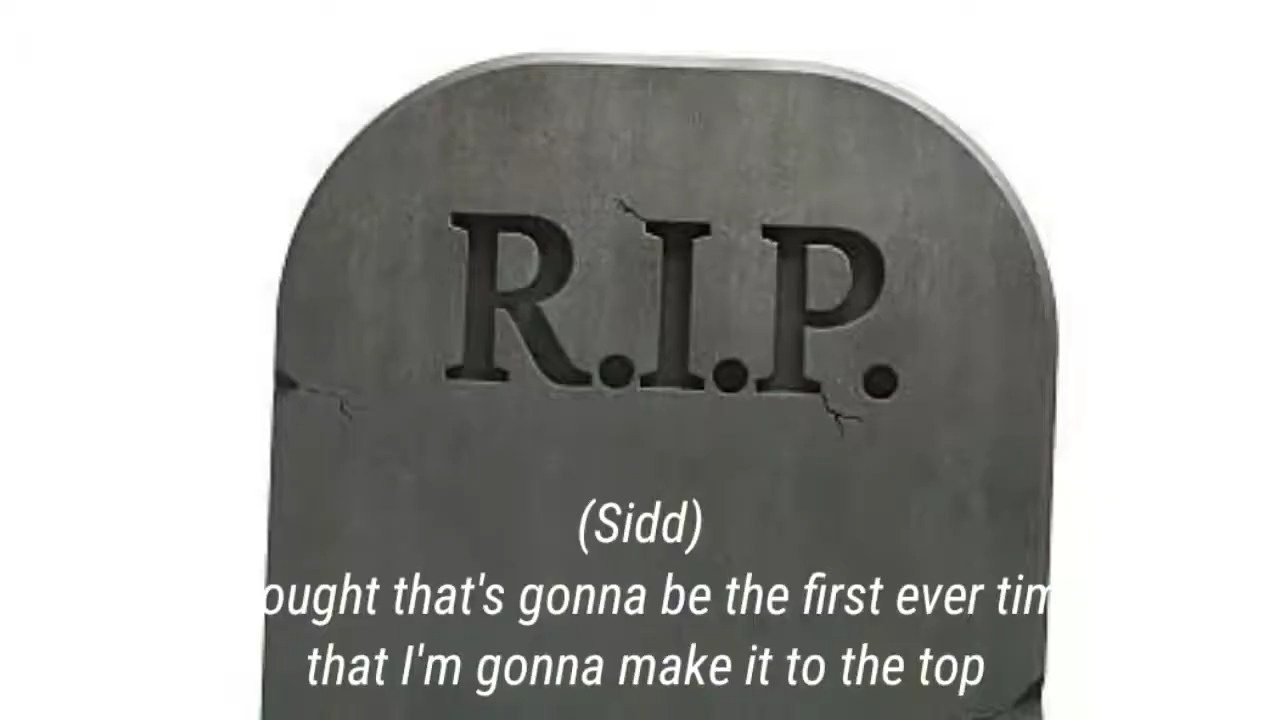 R.I.P.
(Sidd)
ought that's gonna be the first ever tim
that I'm gonna make it to the top